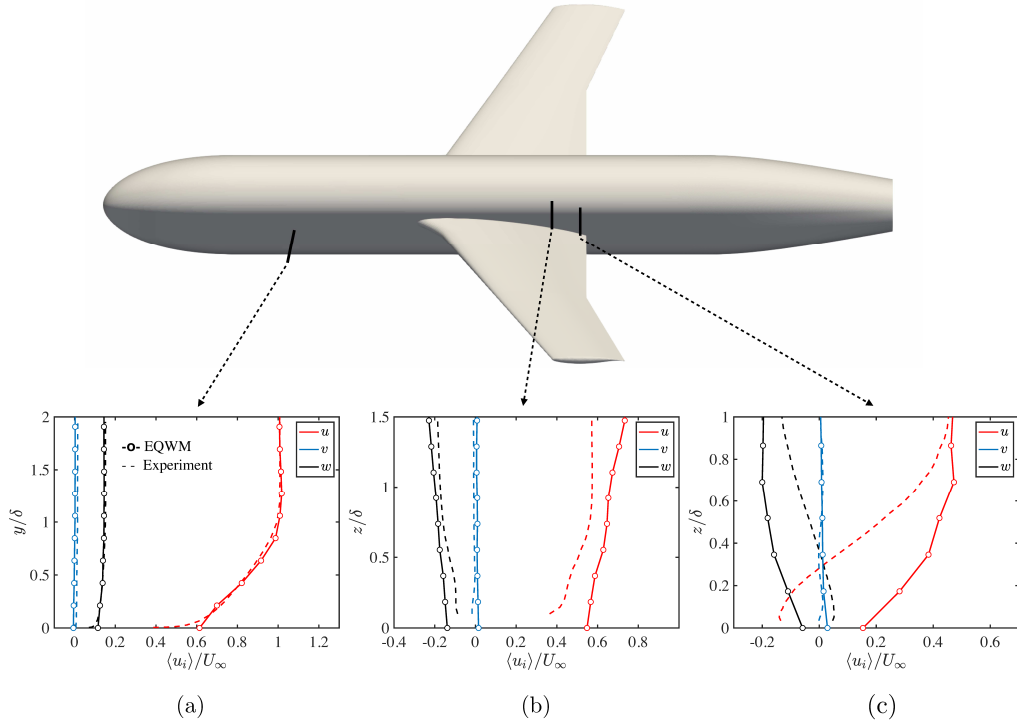 2
1.5
1
0.5
0
y/δ
0 0.2 0.4 0.6 0.8 1 1.2
⟨u_i⟩/U_∞
-o- EQWM
--- Experiment
u
v
w
(a)
1.5
1
0.5
0
z/δ
-0.4 -0.2 0 0.2 0.4 0.6 0.8
⟨u_i⟩/U_∞
u
v
w
(b)
1
0.8
0.6
0.4
0.2
0
z/δ
-0.2 0 0.2 0.4 0.6
⟨u_i⟩/U_∞
u
v
w
(c)